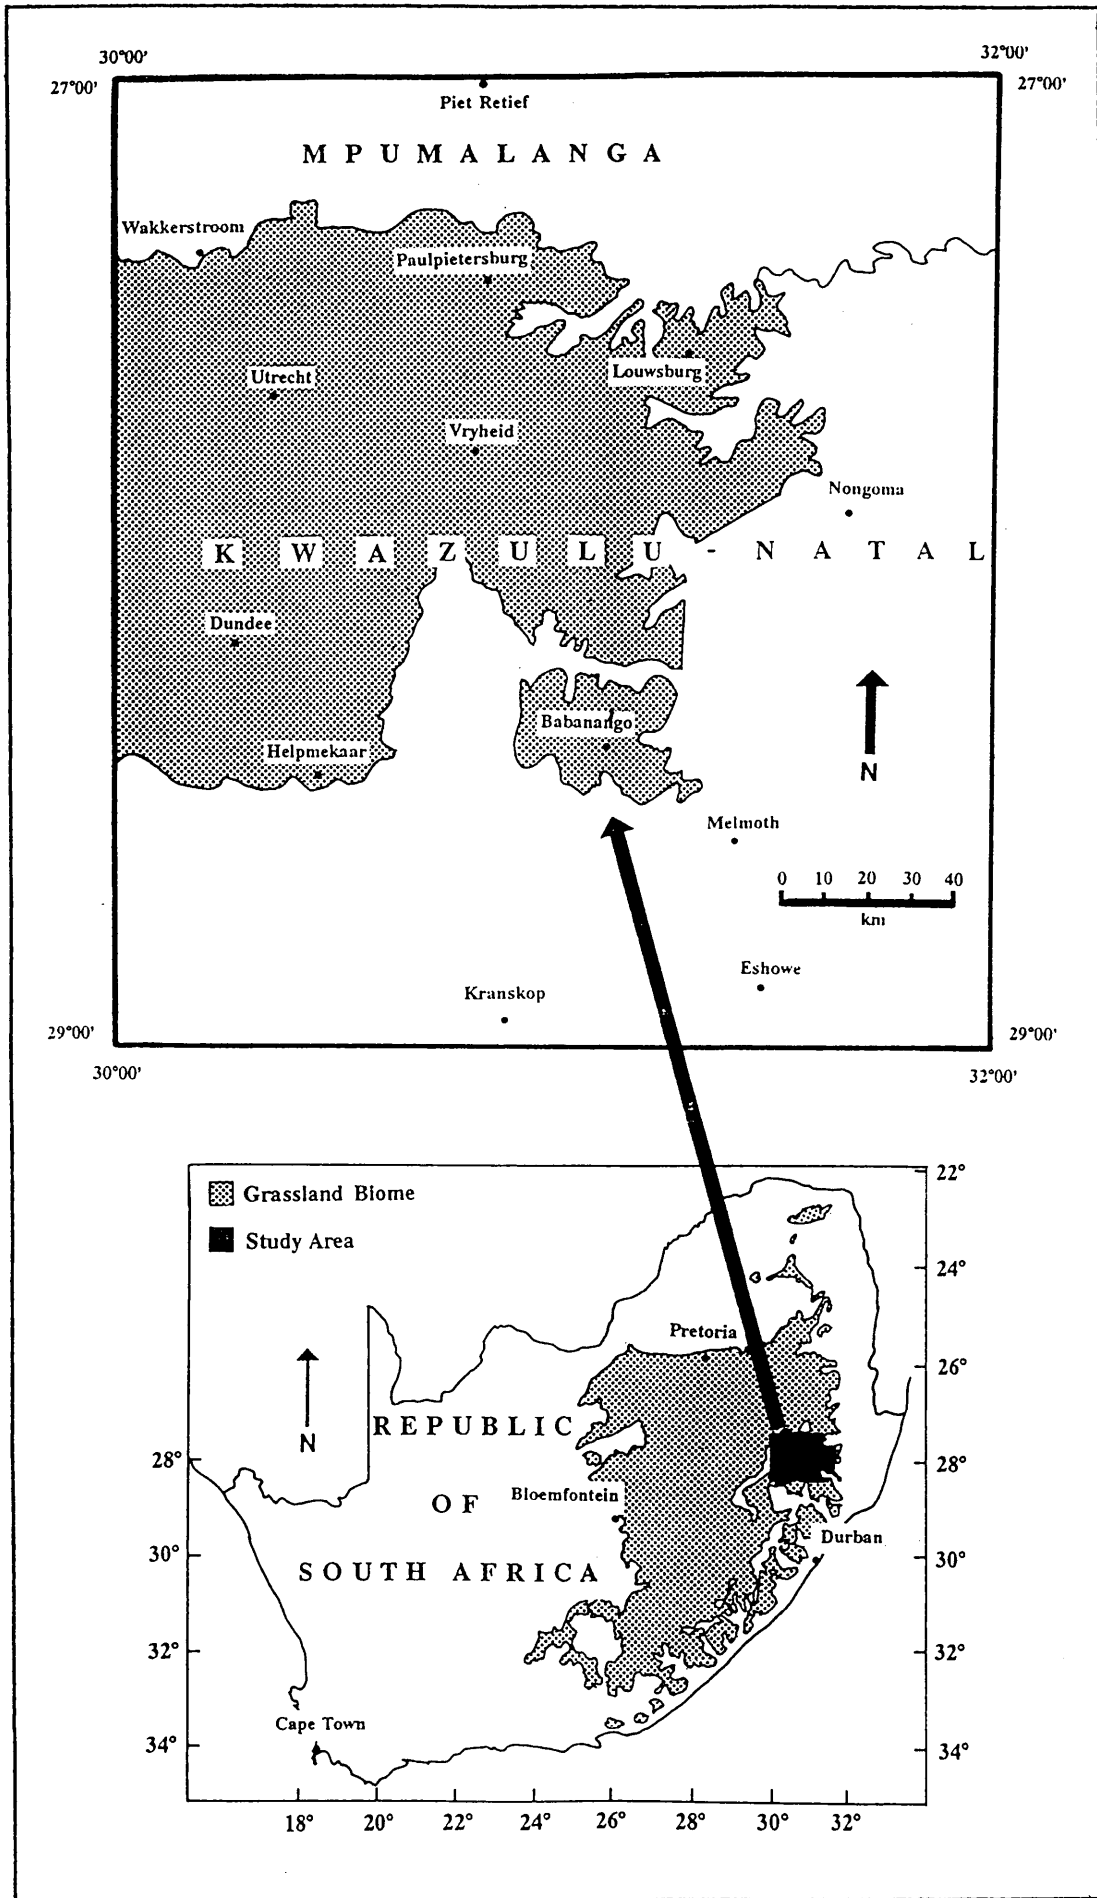 30°00'
32°00'
27°00'
27°00'
Piet Retief
MPUMALANGA
Wakkerstroom
Paulpietersburg
Louwsburg
Utrecht
Vryheid
Nongoma
KWAZULU-NATAL
Dundee
Babanango
Helpmekaar
N
Melmoth
0 10 20 30 40
km
Eshowe
Kranskop
29°00'
29°00'
30°00'
32°00'
22°
Grassland Biome
Study Area
24°
Pretoria
26°
REPUBLIC
N
28°
28°
Bloemfontein
OF
Durban
30°
30°
SOUTH AFRICA
32°
32°
Cape Town
34°
34°
18° 20° 22° 24° 26° 28° 30° 32°